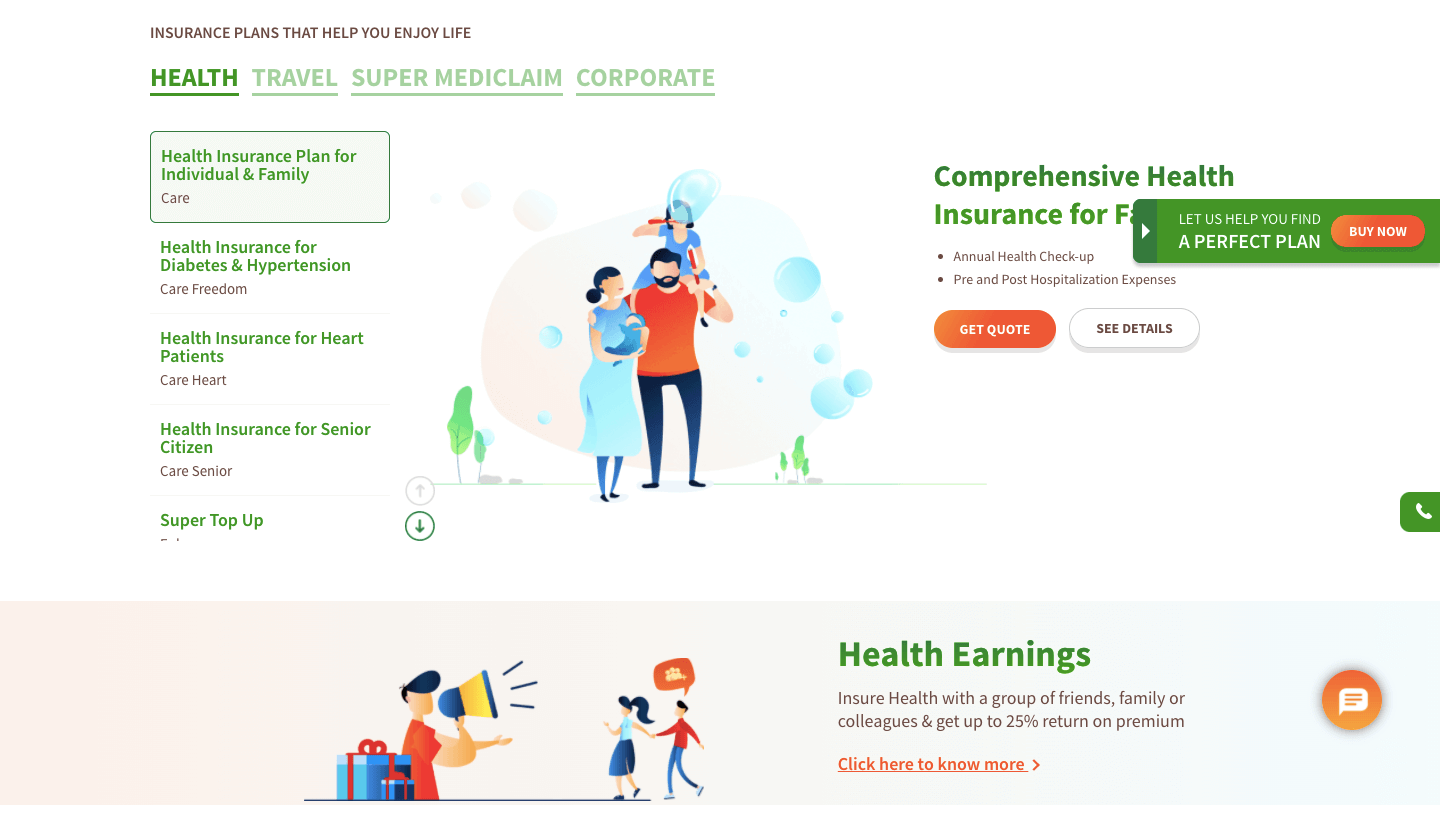 INSURANCE PLANS THAT HELP YOU ENJOY LIFE
HEALTH TRAVEL SUPER MEDICLAIM CORPORATE
Health Insurance Plan for
Individual & Family
Care
Health Insurance for
Diabetes & Hypertension
Care Freedom
Health Insurance for Heart
Patients
Care Heart
Health Insurance for Senior
Citizen
Care Senior
Super Top Up
Comprehensive Health
Insurance for
Annual Health Check-up
Pre and Post Hospitalization Expenses
GET QUOTE
SEE DETAILS
LET US HELP YOU FIND
A PERFECT PLAN
BUY NOW
Health Earnings
Insure Health with a group of friends, family or
colleagues & get up to 25% return on premium
Click here to know more